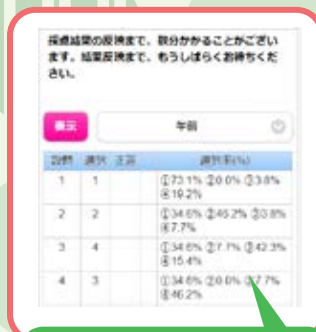 採点結果の反映まで、数分かかることがござい
ます。結果反映まで、もうしばらくお待ちくだ
さい。
表示 午前
設問 選択 正誤 選択率(%)
1 1 ①73.1% ②0.0% ③3.8%
④19.2%
2 2 ①34.6% ②46.2% ③3.8%
④7.7%
3 4 ①34.6% ②7.7% ③42.3%
④15.4%
4 3 ①34.6% ②0.0% ③7.7%
④46.2%